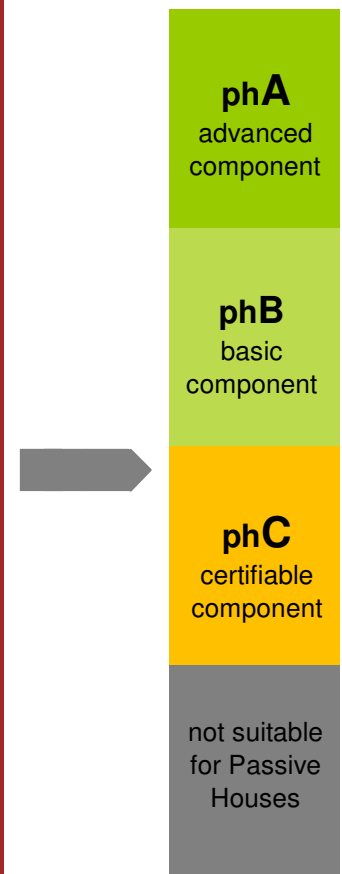 phA
advanced
component
phB
basic
component
phC
certifiable
component
not suitable
for Passive
Houses